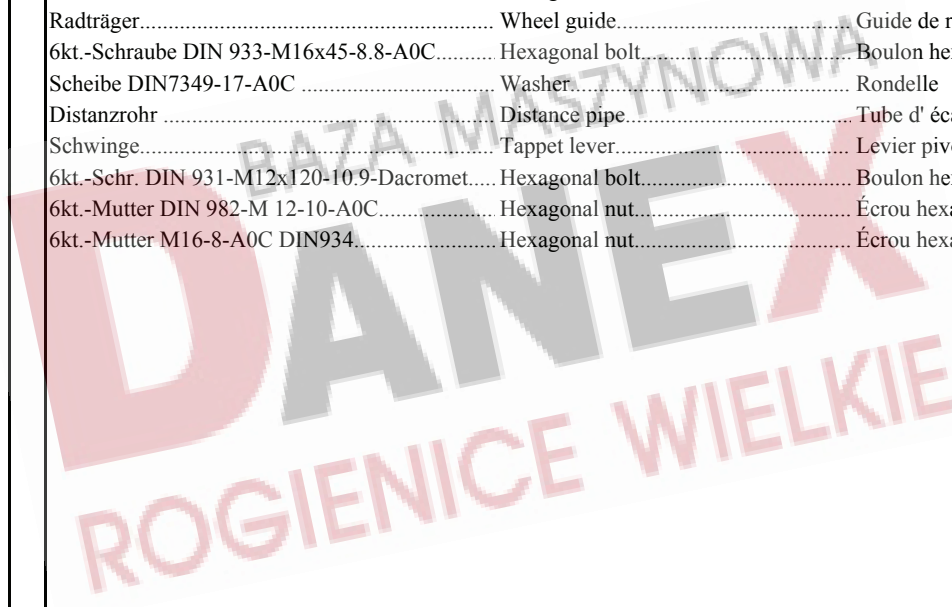 Radträger........................................................................ Wheel guide................................................ Guide de
6kt.-Schraube DIN 933-M16x45-8.8-A0C............ Hexagonal bolt........................................... Boulon
Scheibe DIN7349-17-A0C ....................................... Washer......................................................... Rondelle
Distanzrohr .................................................................... Distance pipe.............................................. Tube d'
Schwinge........................................................................ Tappet lever................................................ Levier
6kt.-Schr. DIN 931-M12x120-10.9-Dacromet..... Hexagonal bolt........................................... Boulon
6kt.-Mutter DIN 982-M 12-10-A0C........................ Hexagonal nut............................................ Écrou
6kt.-Mutter M16-8-A0C DIN934............................. Hexagonal nut............................................ Écrou
BAZA MASZYNOWA
DANEX
ROGIENICE WIELKIE